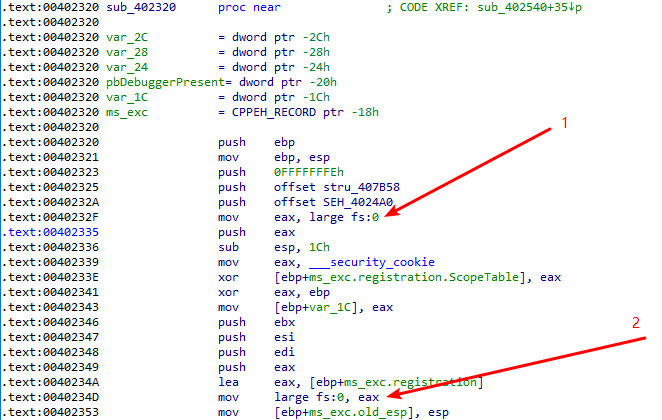 .text:00402320 sub_402320 proc near ; CODE XREF: sub_402540+35↓p
.text:00402320
.text:00402320 var_2C = dword ptr -2Ch
.text:00402320 var_28 = dword ptr -28h
.text:00402320 var_24 = dword ptr -24h
.text:00402320 pbDebuggerPresent= dword ptr -20h
.text:00402320 var_1C = dword ptr -1Ch
.text:00402320 ms_exc = CPPEH_RECORD ptr -18h
.text:00402320
.text:00402320 push ebp
.text:00402321 mov ebp, esp
.text:00402323 push 0FFFFFFFEh
.text:00402325 push offset stru_407B58
.text:0040232A push offset SEH_4024A0
.text:0040232F mov eax, large fs:0
.text:00402335 push eax
.text:00402336 sub esp, 1Ch
.text:00402339 mov eax, ___security_cookie
.text:0040233E xor [ebp+ms_exc.registration.ScopeTable], eax
.text:00402341 xor eax, ebp
.text:00402343 mov [ebp+var_1C], eax
.text:00402346 push ebx
.text:00402347 push esi
.text:00402348 push edi
.text:00402349 push eax
.text:0040234A lea eax, [ebp+ms_exc.registration]
.text:0040234D mov large fs:0, eax
.text:00402353 mov [ebp+ms_exc.old_esp], esp
1
2